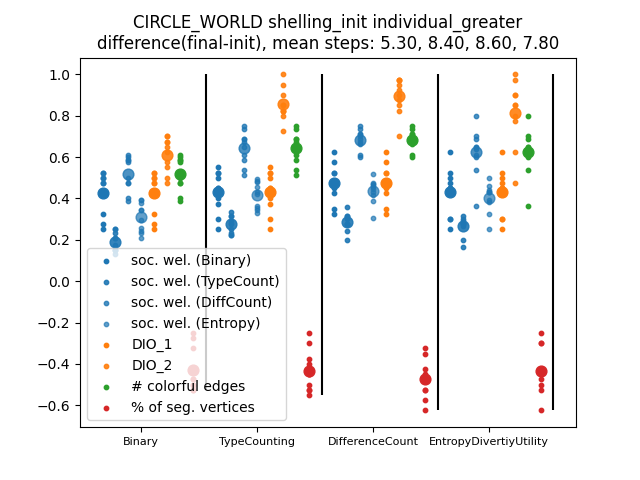 CIRCLE_WORLD shelling_init individual_greater
difference(final-init), mean steps: 5.30, 8.40, 8.60, 7.80
1.0
0.8
0.6
0.4
0.2
0.0
−0.2
−0.4
−0.6
soc. wel. (Binary)
soc. wel. (TypeCount)
soc. wel. (DiffCount)
soc. wel. (Entropy)
DIO_1
DIO_2
# colorful edges
% of seg. vertices
Binary
TypeCounting
DifferenceCount
EntropyDivertiyUtility